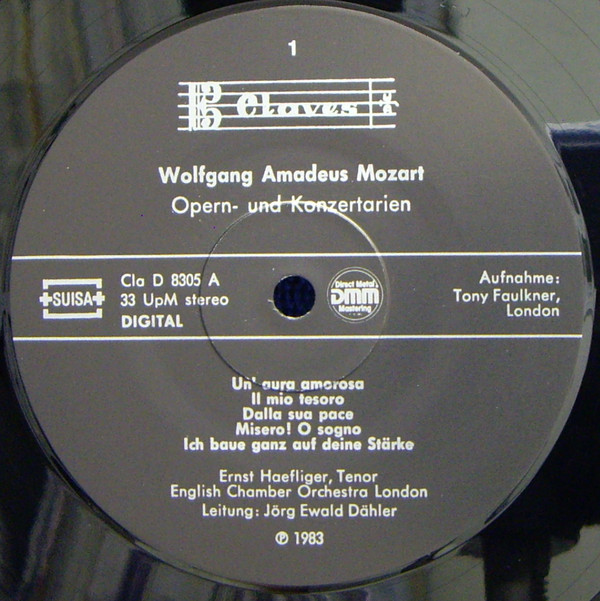 1
Claves
Wolfgang Amadeus Mozart
Opern- und Konzertarien
SUISA
Cla D 8305 A
33 UpM stereo
DIGITAL
Direct Metal
DMM
Mastering
Aufnahme:
Tony Faulkner,
London
Un' aura amorosa
Il mio tesoro
Dalla sua pace
Misero! O sogno
Ich baue ganz auf deine Stärke
Ernst Haefliger, Tenor
English Chamber Orchestra London
Leitung: Jörg Ewald Dähler
℗ 1983